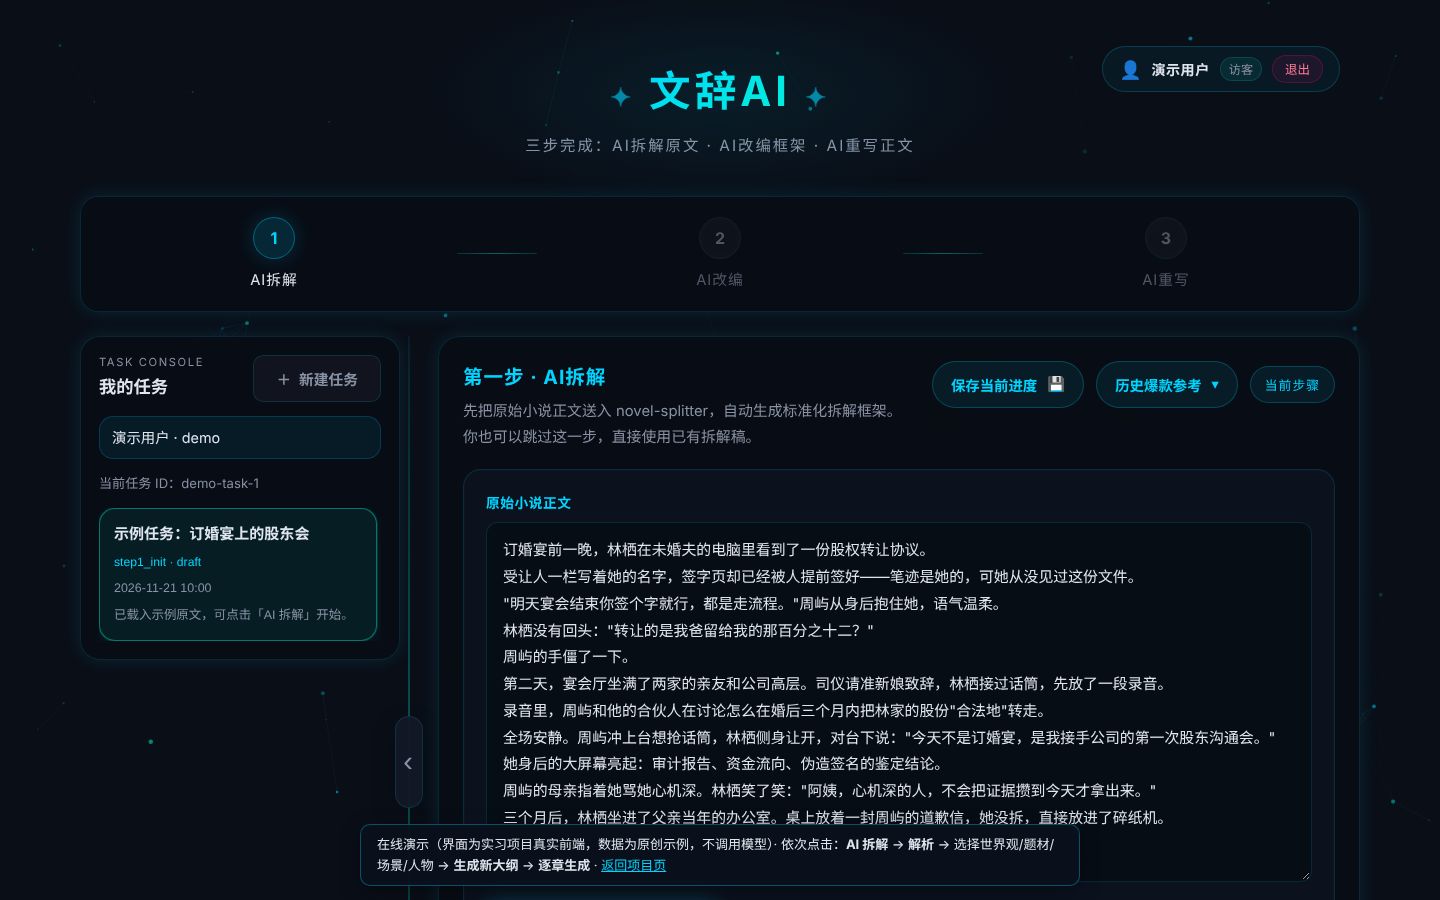 文辞AI
三步完成：AI拆解原文 · AI改编框架 · AI重写正文
演示用户 访客 退出
1 2 3
AI拆解 AI改编 AI重写
TASK CONSOLE
我的任务
＋ 新建任务
演示用户 · demo
当前任务 ID：demo-task-1
示例任务：订婚宴上的股东会
step1_init · draft
2026-11-21 10:00
已载入示例原文，可点击「AI 拆解」开始。
‹
第一步 · AI拆解
先把原始小说正文送入 novel-splitter，自动生成标准化拆解框架。
你也可以跳过这一步，直接使用已有拆解稿。
保存当前进度 历史爆款参考 ▼ 当前步骤
原始小说正文
订婚宴前一晚，林栖在未婚夫的电脑里看到了一份股权转让协议。
受让人一栏写着她的名字，签字页却已经被人提前签好——笔迹是她的，可她从没见过这份文件。
"明天宴会结束你签个字就行，都是走流程。"周屿从身后抱住她，语气温柔。
林栖没有回头："转让的是我爸留给我的那百分之十二？"
周屿的手僵了一下。
第二天，宴会厅坐满了两家的亲友和公司高层。司仪请准新娘致辞，林栖接过话筒，先放了一段录音。
录音里，周屿和他的合伙人在讨论怎么在婚后三个月内把林家的股份"合法地"转走。
全场安静。周屿冲上台想抢话筒，林栖侧身让开，对台下说："今天不是订婚宴，是我接手公司的第一次股东沟通会。"
她身后的大屏幕亮起：审计报告、资金流向、伪造签名的鉴定结论。
周屿的母亲指着她骂她心机深。林栖笑了笑："阿姨，心机深的人，不会把证据攒到今天才拿出来。"
三个月后，林栖坐进了父亲当年的办公室。桌上放着一封周屿的道歉信，她没拆，直接放进了碎纸机。
在线演示（界面为实习项目真实前端，数据为原创示例，不调用模型）· 依次点击：AI 拆解 → 解析 → 选择世界观/题材/
场景/人物 → 生成新大纲 → 逐章生成 · 返回项目页